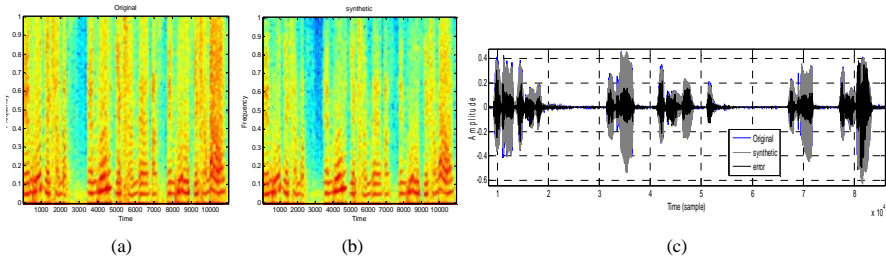 Original
1
0.9
0.8
0.7
0.6
0.5
0.4
0.3
0.2
0.1
0
1000 2000 3000 4000 5000 6000 7000 8000 9000 10000
Time
(a)
synthetic
Frequency
1
0.9
0.8
0.7
0.6
0.5
0.4
0.3
0.2
0.1
0
1000 2000 3000 4000 5000 6000 7000 8000 9000 10000
Time
(b)
Amplitude
0.4
0.2
0
-0.2
-0.4
-0.6
Original
synthetic
error
1 2 3 4 5 6 7 8
Time (sample)
x 10^4
(c)